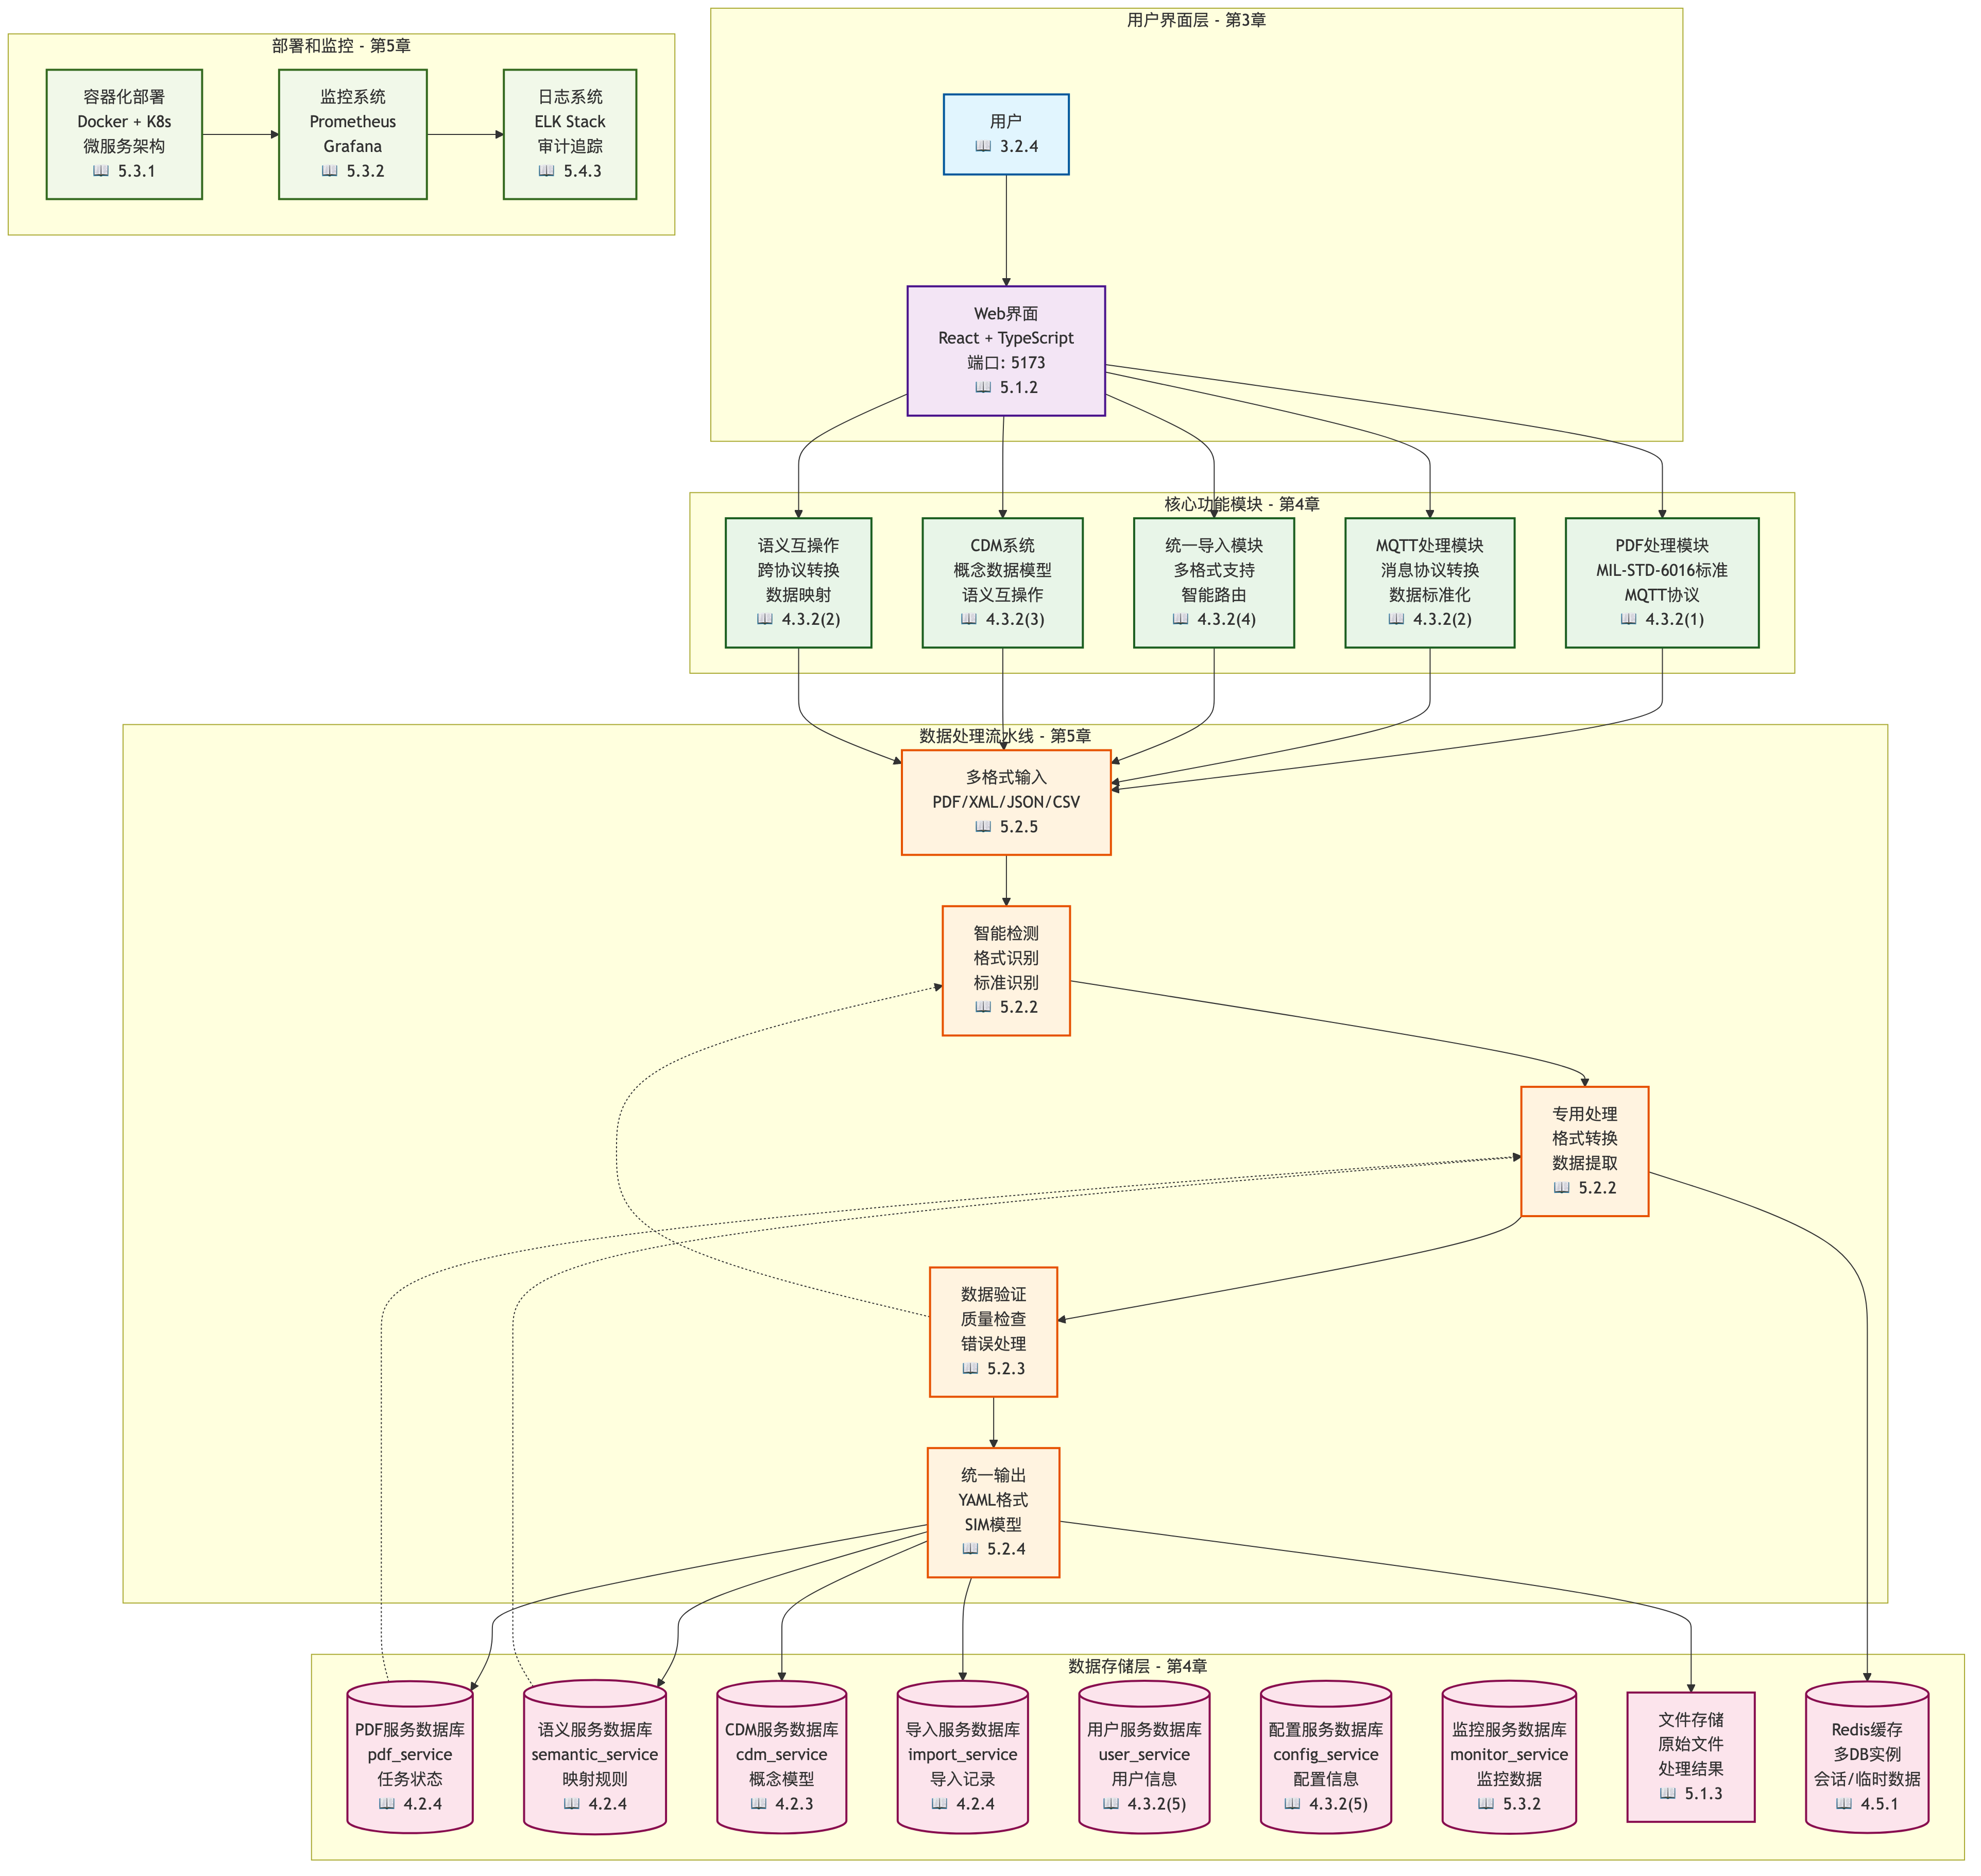 用户界面层 - 第3章
部署和监控 - 第5章
容器化部署
Docker + K8s
微服务架构
📖 5.3.1
监控系统
Prometheus
Grafana
📖 5.3.2
日志系统
ELK Stack
审计追踪
📖 5.4.3
用户
📖 3.2.4
Web界面
React + TypeScript
端口: 5173
📖 5.1.2
核心功能模块 - 第4章
语义互操作
跨协议转换
数据映射
📖 4.3.2(2)
CDM系统
概念数据模型
语义互操作
📖 4.3.2(3)
统一导入模块
多格式支持
智能路由
📖 4.3.2(4)
MQTT处理模块
消息协议转换
数据标准化
📖 4.3.2(2)
PDF处理模块
MIL-STD-6016标准
MQTT协议
📖 4.3.2(1)
数据处理流水线 - 第5章
多格式输入
PDF/XML/JSON/CSV
📖 5.2.5
智能检测
格式识别
标准识别
📖 5.2.2
专用处理
格式转换
数据提取
📖 5.2.2
数据验证
质量检查
错误处理
📖 5.2.3
统一输出
YAML格式
SIM模型
📖 5.2.4
数据存储层 - 第4章
PDF服务数据库
pdf_service
任务状态
📖 4.2.4
语义服务数据库
semantic_service
映射规则
📖 4.2.4
CDM服务数据库
cdm_service
概念模型
📖 4.2.3
导入服务数据库
import_service
导入记录
📖 4.2.4
用户服务数据库
user_service
用户信息
📖 4.3.2(5)
配置服务数据库
config_service
配置信息
📖 4.3.2(5)
监控服务数据库
monitor_service
监控数据
📖 5.3.2
文件存储
原始文件
处理结果
📖 5.1.3
Redis缓存
多DB实例
会话/临时数据
📖 4.5.1